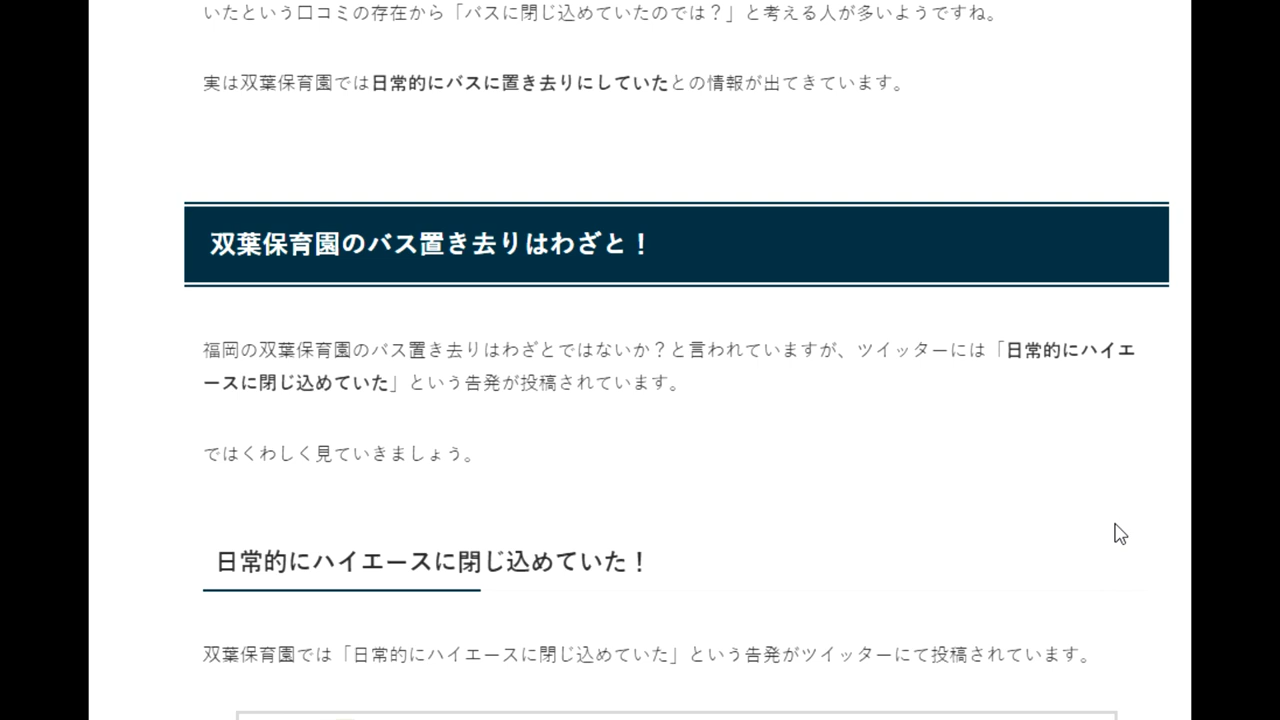 いたという口コミの存在から「バスに閉じ込めていたのでは？」と考える人が多いようですね。
実は双葉保育園では日常的にバスに置き去りにしていたとの情報が出てきています。
双葉保育園のバス置き去りはわざと！
福岡の双葉保育園のバス置き去りはわざとではないか？と言われていますが、ツイッターには「日常的にハイエ
ースに閉じ込めていた」という告発が投稿されています。
ではくわしく見ていきましょう。
日常的にハイエースに閉じ込めていた！
双葉保育園では「日常的にハイエースに閉じ込めていた」という告発がツイッターにて投稿されています。